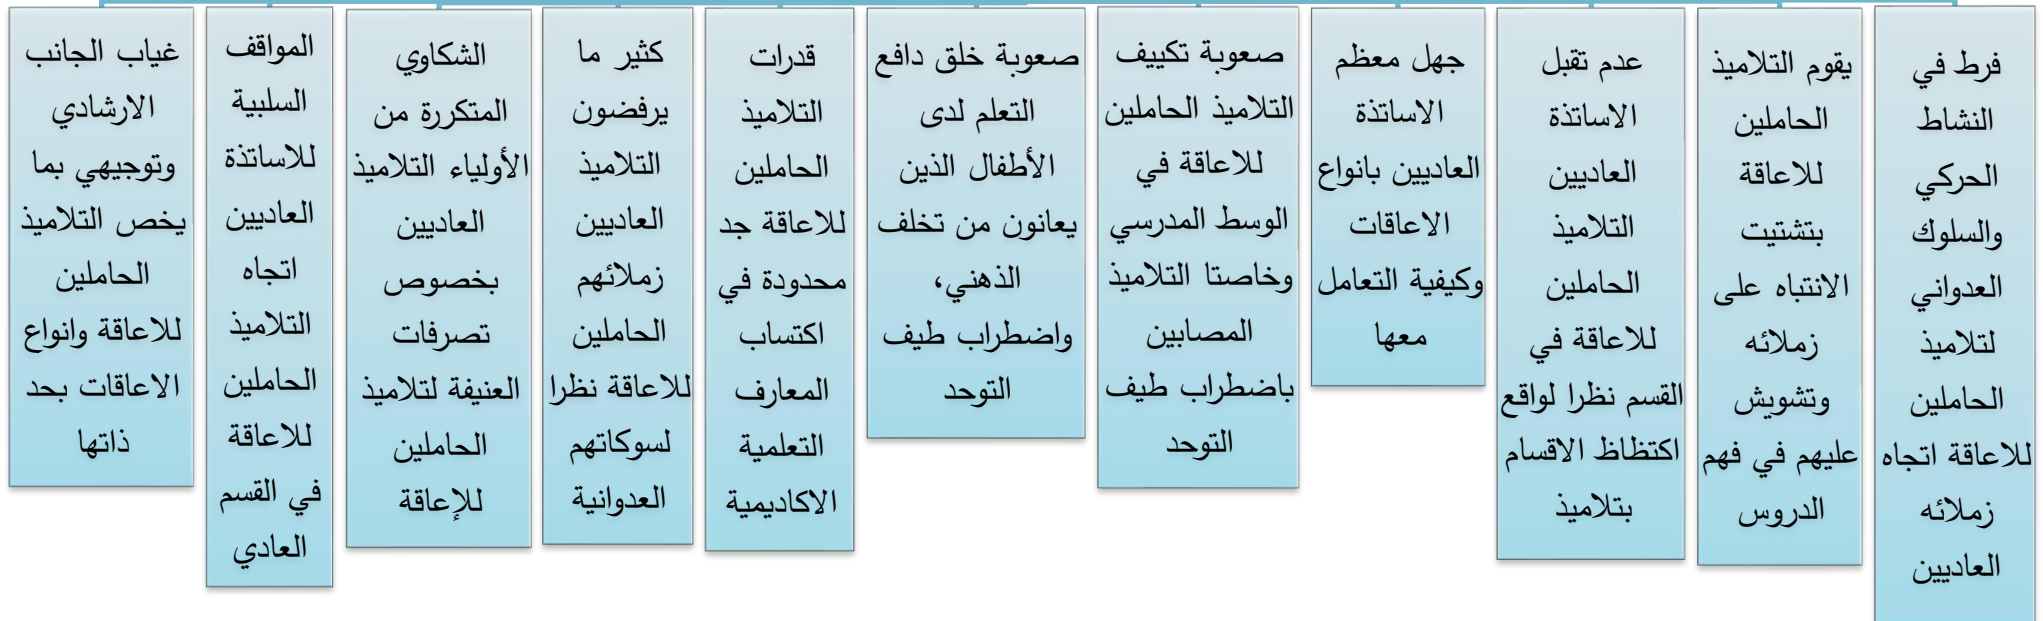 فرط في
النشاط
الحركي
والسلوك
العدواني
لتلاميذ
الحاملين
للاعاقة اتجاه
زملائه
العاديين
يقوم التلاميذ
الحاملين
للاعاقة
بتشتيت
الانتباه على
زملائه
وتشويش
عليهم في فهم
الدروس
عدم تقبل
الاساتذة
العاديين
التلاميذ
الحاملين
للاعاقة في
القسم نظرا لواقع
اكتظاظ الاقسام
بتلاميذ
جهل معظم
الاساتذة
العاديين بانواع
الاعاقات
وكيفية التعامل
معها
صعوبة تكييف
التلاميذ الحاملين
للاعاقة في
الوسط المدرسي
وخاصتا التلاميذ
المصابين
باضطراب طيف
التوحد
صعوبة خلق دافع
التعلم لدى
الأطفال الذين
يعانون من تخلف
الذهني،
واضطراب طيف
التوحد
قدرات
التلاميذ
الحاملين
للاعاقة جد
محدودة في
اكتساب
المعارف
التعلمية
الاكاديمية
كثير ما
يرفضون
التلاميذ
العاديين
زملائهم
الحاملين
للاعاقة نظرا
لسوكاتهم
العدوانية
الشكاوي
المتكررة من
الأولياء التلاميذ
العاديين
بخصوص
تصرفات
العنيفة لتلاميذ
الحاملين
للإعاقة
المواقف
السلبية
للاساتذة
العاديين
اتجاه
التلاميذ
الحاملين
للاعاقة
في القسم
العادي
غياب الجانب
الارشادي
وتوجيهي بما
يخص التلاميذ
الحاملين
للاعاقة وانواع
الاعاقات بحد
ذاتها